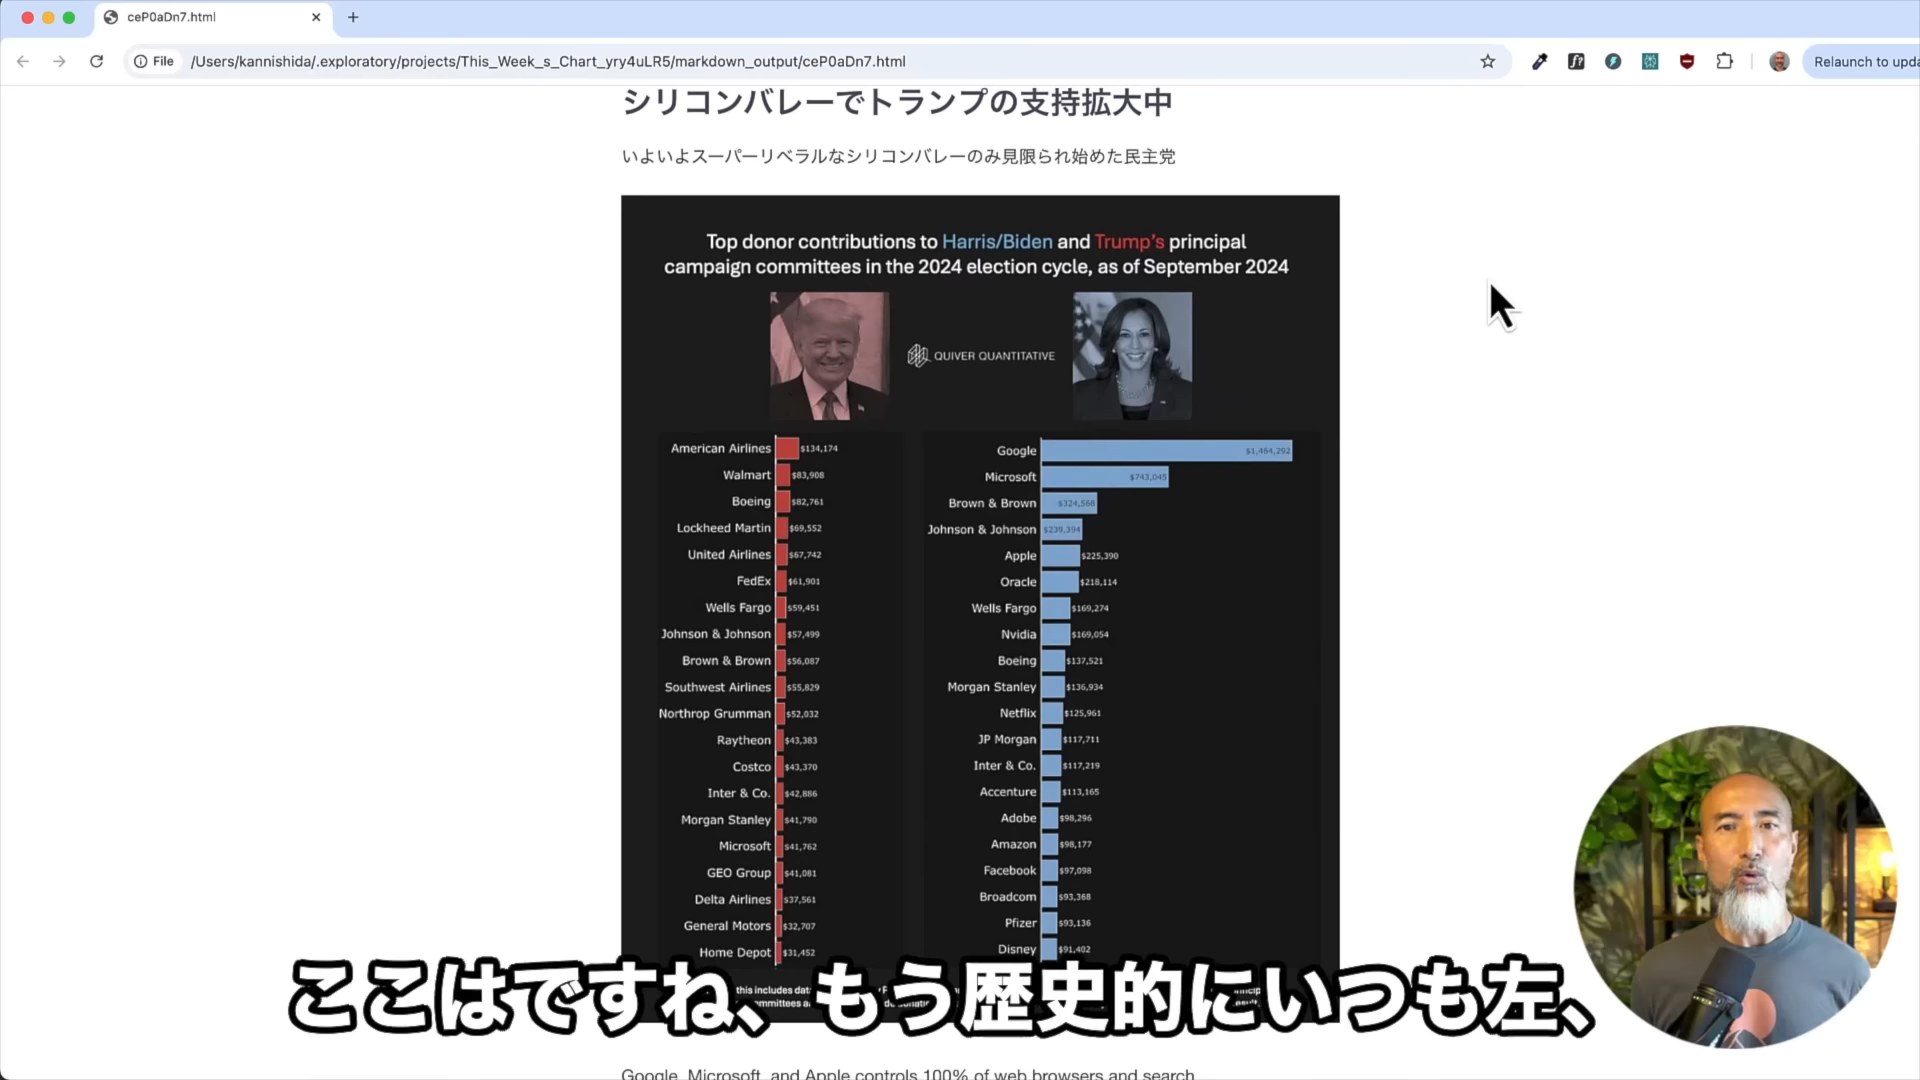 ceP0aDn7.html
File
/Users/kannishida/.exploratory/projects/This_Week_s_Chart_yry4uLR5/markdown_output/ceP0aDn7.html
Relaunch to upda
シリコンバレーでトランプの支持拡大中
いよいよスーパーリベラルなシリコンバレーのみ見限られ始めた民主党
Top donor contributions to Harris/Biden and Trump's principal
campaign committees in the 2024 election cycle, as of September 2024
QUIVER QUANTITATIVE
American Airlines $134,174
Walmart $83,908
Boeing $82,761
Lockheed Martin $69,552
United Airlines $67,742
FedEx $61,901
Wells Fargo $59,451
Johnson & Johnson $57,499
Brown & Brown $56,087
Southwest Airlines $55,829
Northrop Grumman $52,032
Raytheon $43,383
Costco $43,370
Inter & Co. $42,886
Morgan Stanley $41,790
Microsoft $41,762
GEO Group $41,081
Delta Airlines $37,561
General Motors $32,707
Home Depot $31,452
Google $1,464,292
Microsoft $743,045
Brown & Brown $324,568
Johnson & Johnson $239,394
Apple $225,390
Oracle $218,114
Wells Fargo $169,274
Nvidia $169,054
Boeing $137,521
Morgan Stanley $136,934
Netflix $125,961
JP Morgan $117,711
Inter & Co. $117,219
Accenture $113,165
Adobe $98,296
Amazon $98,177
Facebook $97,098
Broadcom $93,368
Pfizer $93,136
Disney $91,402
this includes
ここはですね、もう歴史的にいつも左、
Google, Microsoft, and Apple controls 100% of web browsers and search